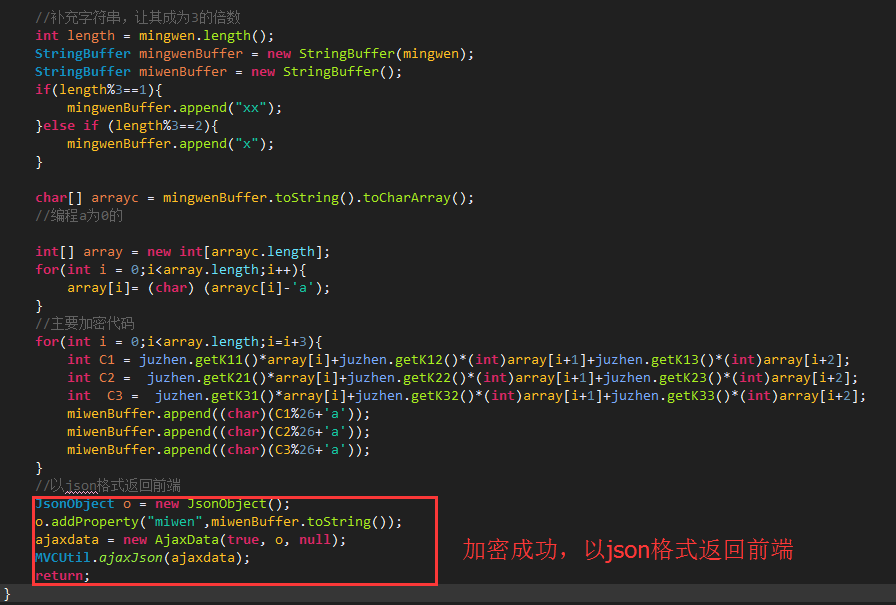 //补充字符串，让其成为3的倍数
int length = mingwen.length();
StringBuffer mingwenBuffer = new StringBuffer(mingwen);
StringBuffer miwenBuffer = new StringBuffer();
if(length%3==1){
mingwenBuffer.append("xx");
}else if (length%3==2){
mingwenBuffer.append("x");
}
char[] arrayc = mingwenBuffer.toString().toCharArray();
//编程a为0的
int[] array = new int[arrayc.length];
for(int i = 0;i<array.length;i++){
array[i]= (char) (arrayc[i]-'a');
}
//主要加密代码
for(int i = 0;i<array.length;i=i+3){
int C1 = juzhen.getK11()*array[i]+juzhen.getK12()*(int)array[i+1]+juzhen.getK13()*(int)array[i+2];
int C2 =  juzhen.getK21()*array[i]+juzhen.getK22()*(int)array[i+1]+juzhen.getK23()*(int)array[i+2];
int  C3 =  juzhen.getK31()*array[i]+juzhen.getK32()*(int)array[i+1]+juzhen.getK33()*(int)array[i+2];
miwenBuffer.append((char)(C1%26+'a'));
miwenBuffer.append((char)(C2%26+'a'));
miwenBuffer.append((char)(C3%26+'a'));
}
//以json格式返回前端
JsonObject o = new JsonObject();
o.addProperty("miwen",miwenBuffer.toString());
ajaxdata = new AjaxData(true, o, null);
MVCUtil.ajaxJson(ajaxdata);
return;
加密成功，以json格式返回前端
}